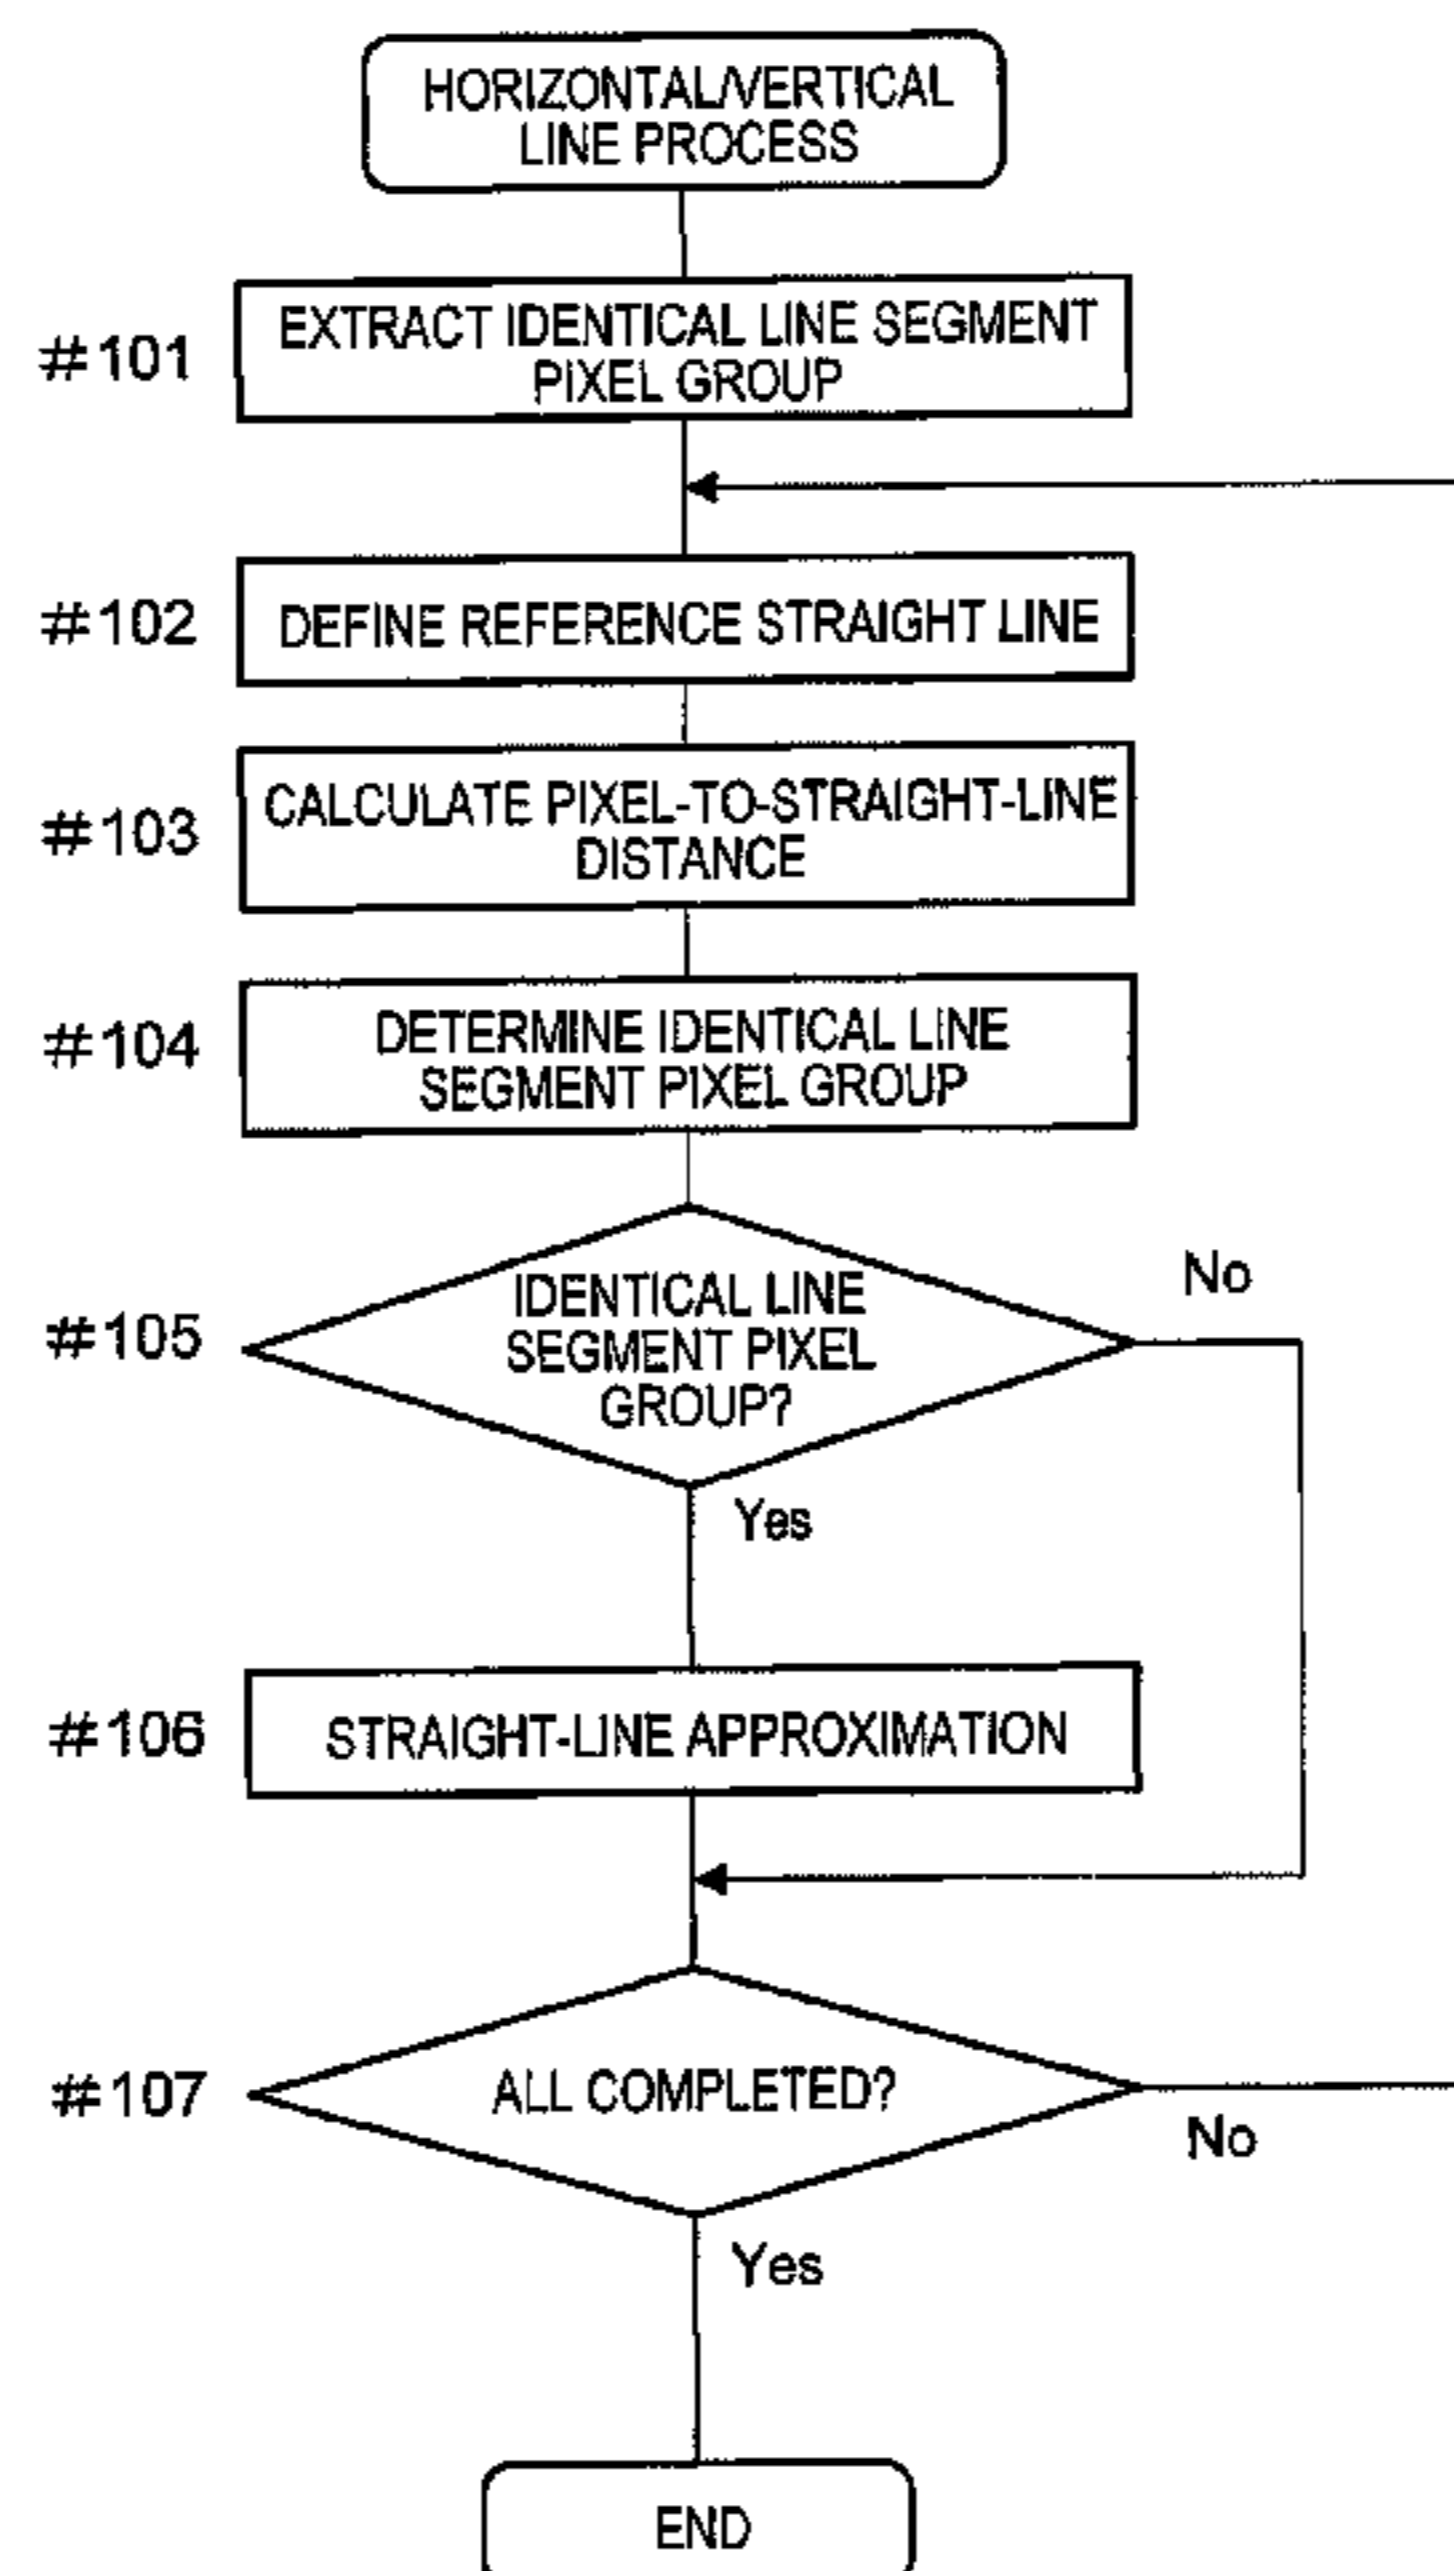 HORIZONTAL/VERTICAL
LINE PROCESS
#101
EXTRACT IDENTICAL LINE SEGMENT
PIXEL GROUP
#102
DEFINE REFERENCE STRAIGHT LINE
#103
CALCULATE PIXEL-TO-STRAIGHT-LINE
DISTANCE
#104
DETERMINE IDENTICAL LINE
SEGMENT PIXEL GROUP
#105
IDENTICAL LINE
SEGMENT PIXEL
GROUP?
No
Yes
#106
STRAIGHT-LINE APPROXIMATION
#107
ALL COMPLETED?
No
Yes
END